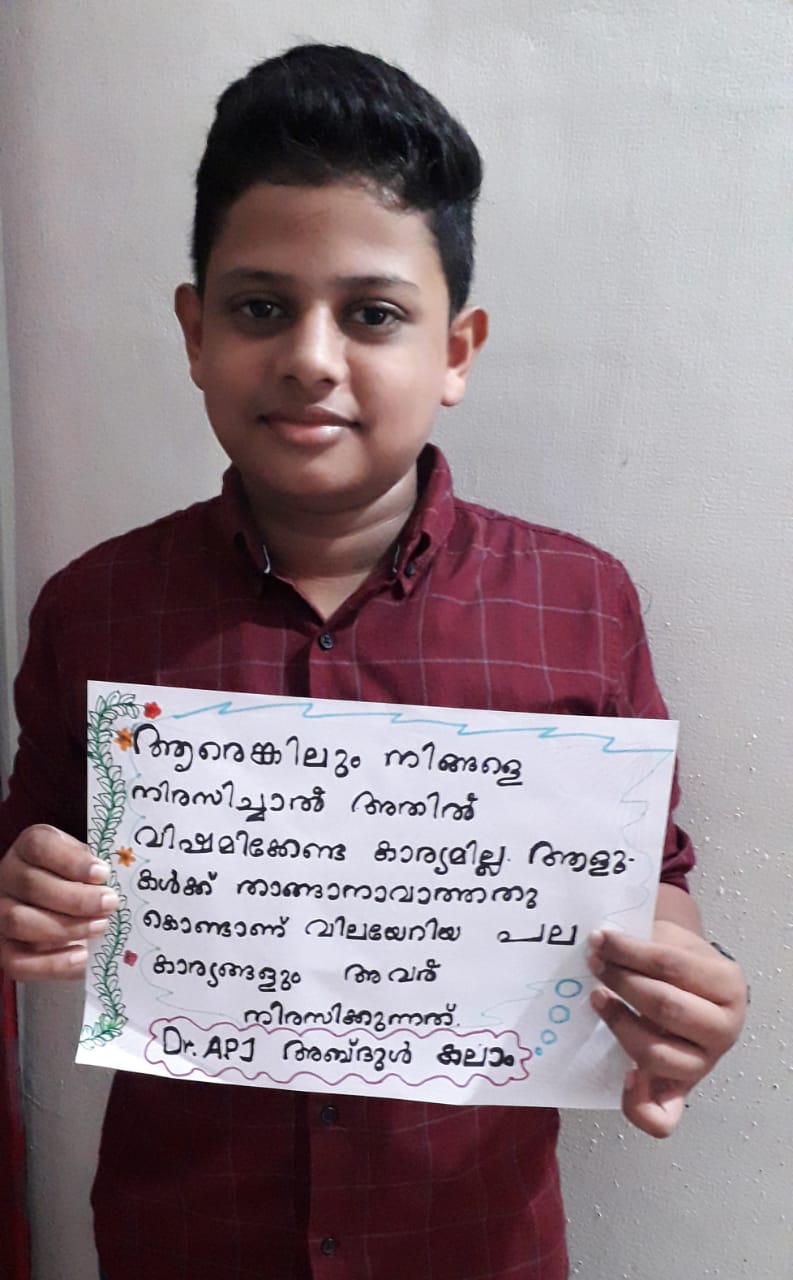 ആരെങ്കിലും നിങ്ങളെ
നിരസിച്ചാൽ അതിൽ
വിഷമിക്കേണ്ട കാര്യമില്ല. ആളു-
കൾക്ക് താങ്ങാനാവാത്തതു
കൊണ്ടാണ് വിലയേറിയ പല
കാര്യങ്ങളും അവർ
നിരസിക്കുന്നത്.
Dr. APJ അബ്ദുൾ കലാം